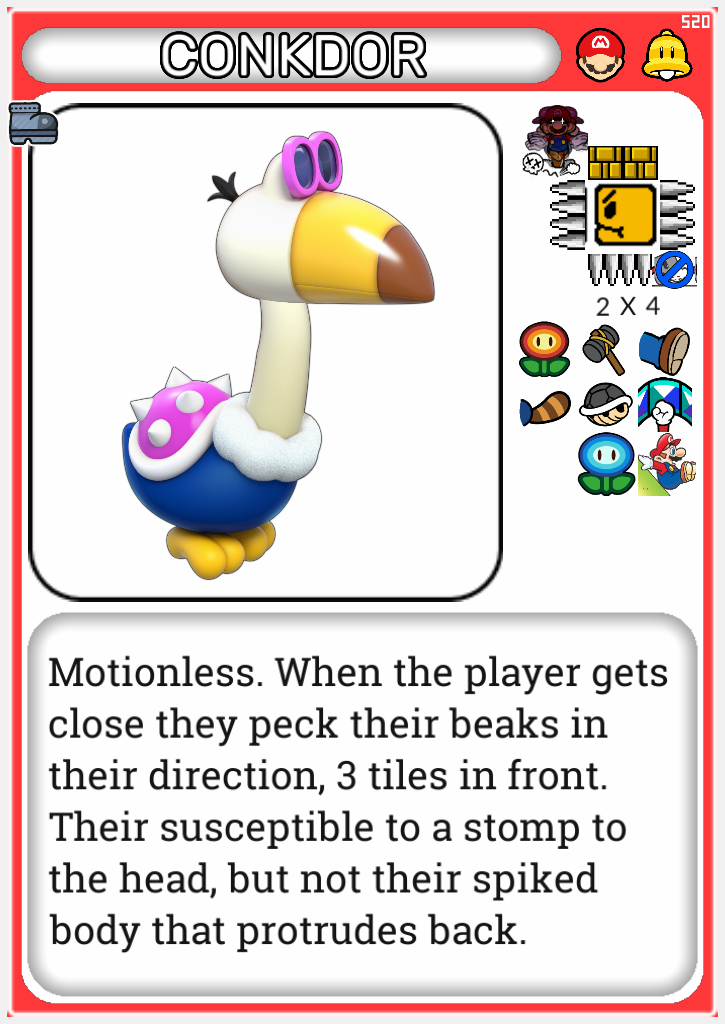 520
CONKDOR
2 X 4
Motionless. When the player gets
close they peck their beaks in
their direction, 3 tiles in front.
Their susceptible to a stomp to
the head, but not their spiked
body that protrudes back.